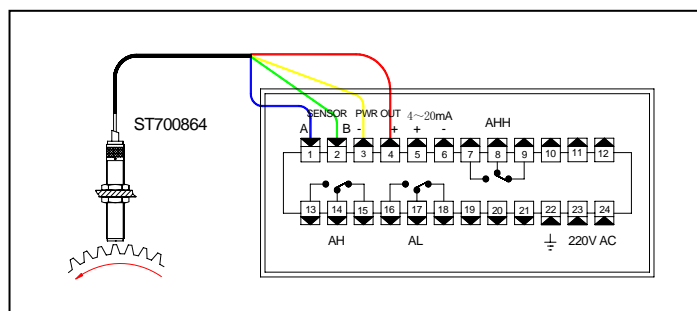 ST700864
SENSOR PWR OUT 4～20mA AHH
A B - + + -
1 2 3 4 5 6 7 8 9 10 11 12
13 14 15 16 17 18 19 20 21 22 23 24
AH AL 220V AC